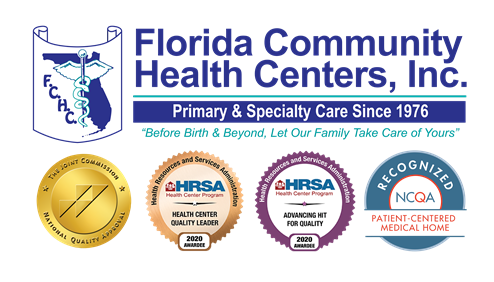 F.C.H.C.
Florida Community
Health Centers, Inc.
Primary & Specialty Care Since 1976
“Before Birth & Beyond, Let Our Family Take Care of Yours”
The Joint Commission
National Quality Approval
Health Resources and Services Administration
HRSA
Health Center Program
HEALTH CENTER
QUALITY LEADER
2020
AWARDEE
Health Resources and Services Administration
HRSA
Health Center Program
ADVANCING HIT
FOR QUALITY
2020
AWARDEE
RECOGNIZED
NCQA
PATIENT-CENTERED
MEDICAL HOME